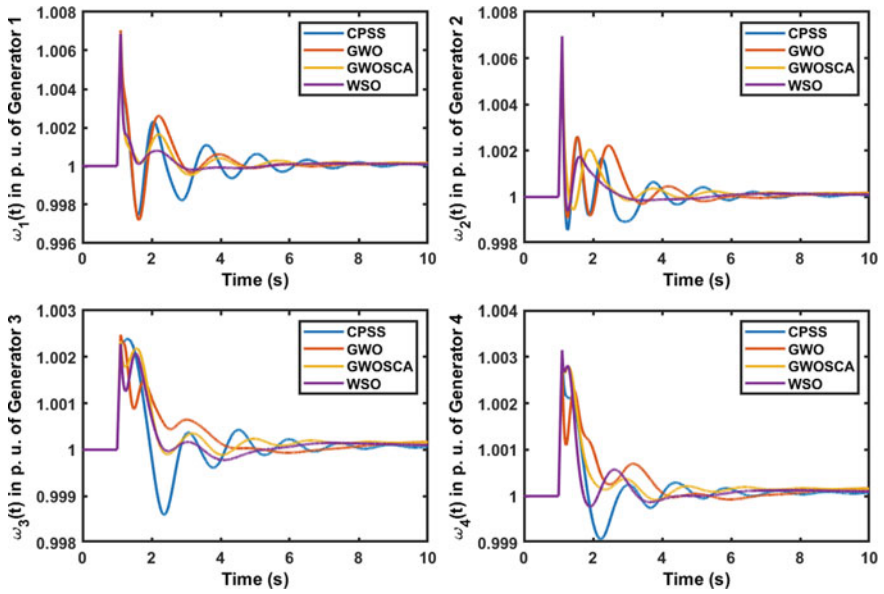 ω1(t) in p. u. of Generator 1
1.008
1.006
1.004
1.002
1
0.998
0.996
0
2
4
6
8
10
Time (s)
CPSS
GWO
GWOSCA
WSO
ω2(t) in p. u. of Generator 2
1.008
1.006
1.004
1.002
1
0.998
0
2
4
6
8
10
Time (s)
CPSS
GWO
GWOSCA
WSO
ω3(t) in p. u. of Generator 3
1.003
1.002
1.001
1
0.999
0.998
0
2
4
6
8
10
Time (s)
CPSS
GWO
GWOSCA
WSO
ω4(t) in p. u. of Generator 4
1.004
1.003
1.002
1.001
1
0.999
0
2
4
6
8
10
Time (s)
CPSS
GWO
GWOSCA
WSO